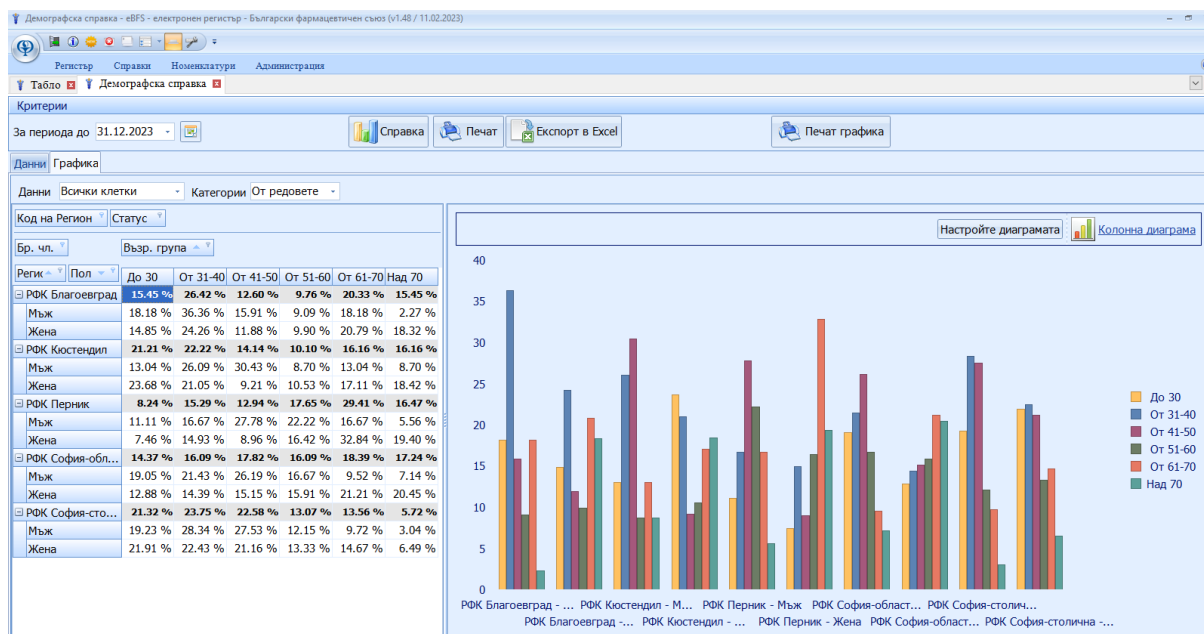 Демографска справка - eBFS - електронен регистър - Български фармацевтичен съюз (v1.48 / 11.02.2023)
Регистър Справки Номенклатури Администрация
Табло Демографска справка
Критерии
За периода до 31.12.2023 Справка Печат Експорт в Excel Печат графика
Данни Графика
Данни Всички клетки Категории От редовете
Код на Регион Статус
Настройте диаграмата Колонна диаграма
Бр. чл. Възр. група
Регис Пол До 30 От 31-40 От 41-50 От 51-60 От 61-70 Над 70
РФК Благоевград 15.45 % 26.42 % 12.60 % 9.76 % 20.33 % 15.45 %
Мъж 18.18 % 36.36 % 15.91 % 9.09 % 18.18 % 2.27 %
Жена 14.85 % 24.26 % 11.88 % 9.90 % 20.79 % 18.32 %
РФК Кюстендил 21.21 % 22.22 % 14.14 % 10.10 % 16.16 % 16.16 %
Мъж 13.04 % 26.09 % 30.43 % 8.70 % 13.04 % 8.70 %
Жена 23.68 % 21.05 % 9.21 % 10.53 % 17.11 % 18.42 %
РФК Перник 8.24 % 15.29 % 12.94 % 17.65 % 29.41 % 16.47 %
Мъж 11.11 % 16.67 % 27.78 % 22.22 % 16.67 % 5.56 %
Жена 7.46 % 14.93 % 8.96 % 16.42 % 32.84 % 19.40 %
РФК София-обл... 14.37 % 16.09 % 17.82 % 16.09 % 18.39 % 17.24 %
Мъж 19.05 % 21.43 % 26.19 % 16.67 % 9.52 % 7.14 %
Жена 12.88 % 14.39 % 15.15 % 15.91 % 21.21 % 20.45 %
РФК София-сто... 21.32 % 23.75 % 22.58 % 13.07 % 13.56 % 5.72 %
Мъж 19.23 % 28.34 % 27.53 % 12.15 % 9.72 % 3.04 %
Жена 21.91 % 22.43 % 21.16 % 13.33 % 14.67 % 6.49 %
40
35
30
25
20
15
10
5
0
РФК Благоевград - ... РФК Кюстендил - М... РФК Перник - Мъж РФК София-област... РФК София-столич...
РФК Благоевград -... РФК Кюстендил - ... РФК Перник - Жена РФК София-област... РФК София-столична -...
До 30
От 31-40
От 41-50
От 51-60
От 61-70
Над 70